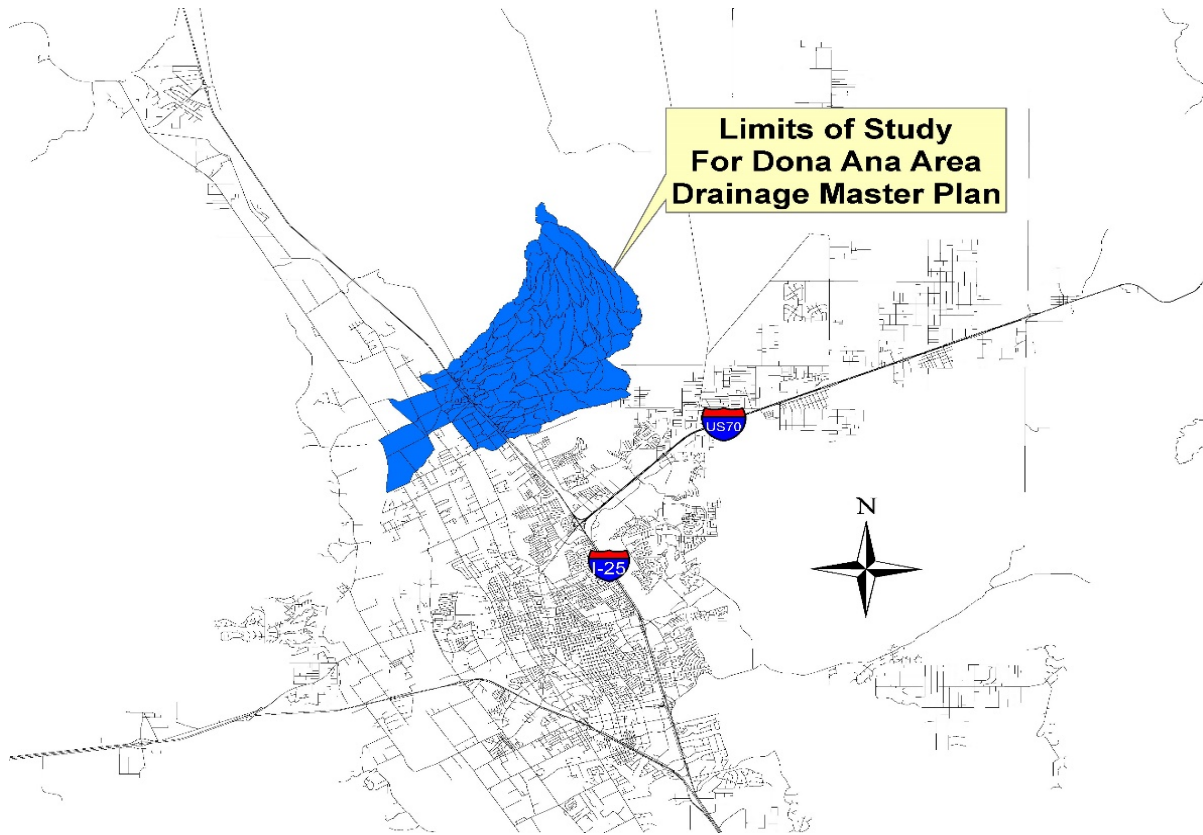 Limits of Study
For Dona Ana Area
Drainage Master Plan
US70
N
I-25